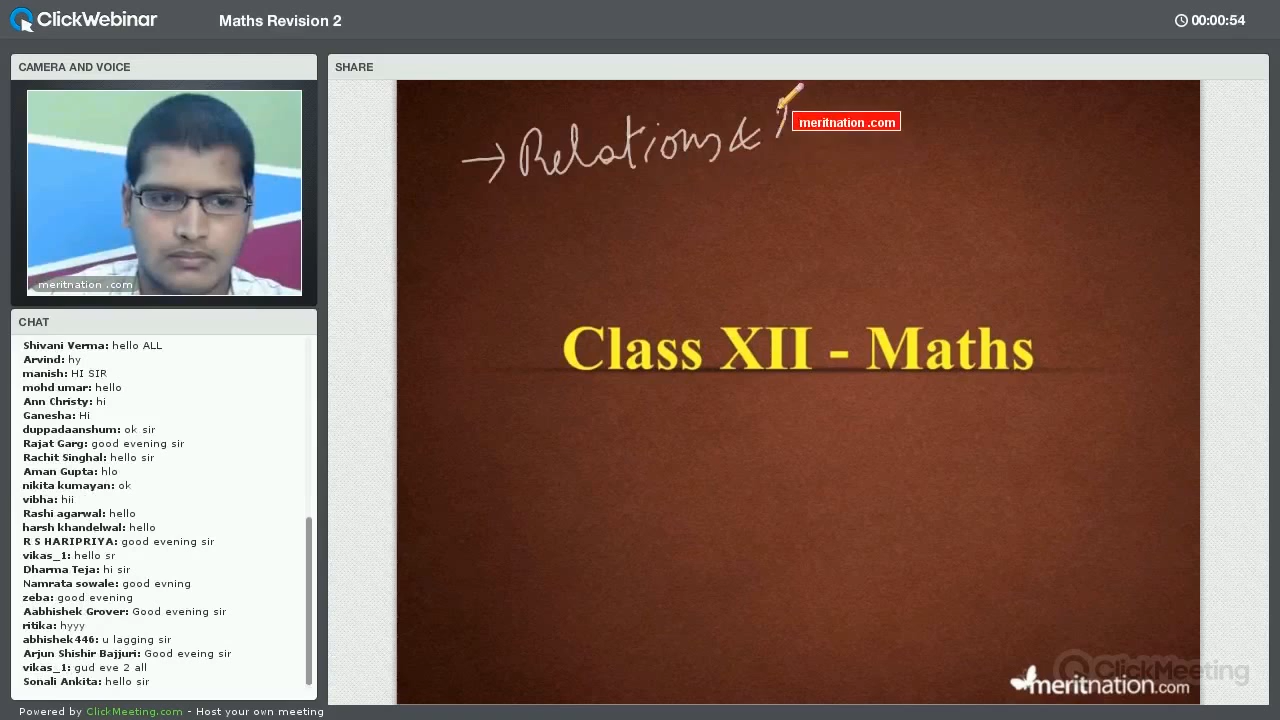 ClickWebinar
Maths Revision 2
00:00:54
CAMERA AND VOICE
meritnation .com
CHAT
Shivani Verma: hello ALL
Arvind: hy
manish: HI SIR
mohd umar: hello
Ann Christy: hi
Ganesha: Hi
duppadaanshum: ok sir
Rajat Garg: good evening sir
Rachit Singhal: hello sir
Aman Gupta: hlo
nikita kumayan: ok
vibha: hii
Rashi agarwal: hello
harsh khandelwal: hello
R S HARIPRIYA: good evening sir
vikas_1: hello sr
Dharma Teja: hi sir
Namrata sowale: good evning
zeba: good evening
Aabhishek Grover: Good evening sir
ritika: hyyy
abhishek446: u lagging sir
Arjun Shishir Bajjuri: Good eveing sir
vikas_1: gud eve 2 all
Sonali Ankita: hello sir
Powered by ClickMeeting.com - Host your own meeting
SHARE
→ Relations &
meritnation .com
Class XII - Maths
ClickMeeting
meritnation.com